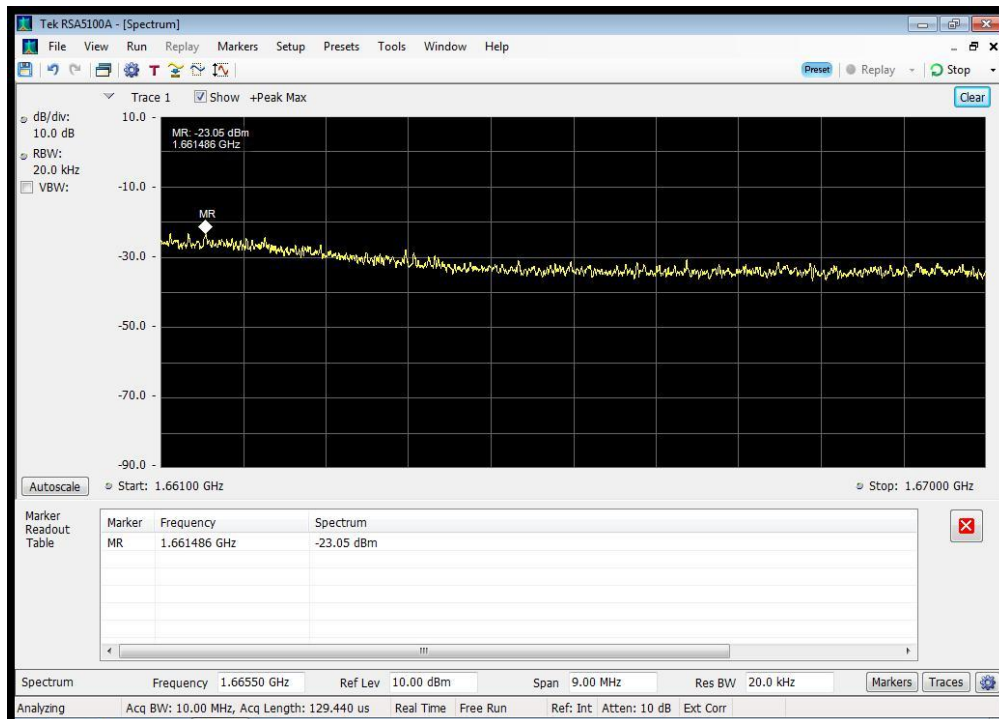 Tek RSA5100A - [Spectrum]
File View Run Replay Markers Setup Presets Tools Window Help
T Preset Replay Stop
Trace 1 Show +Peak Max Clear
dB/div:
10.0 dB
RBW:
20.0 kHz
VBW:
10.0
MR: -23.05 dBm
1.661486 GHz
-10.0
MR
-30.0
-50.0
-70.0
-90.0
Autoscale Start: 1.66100 GHz Stop: 1.67000 GHz
Marker
Readout
Table
Marker Frequency Spectrum
MR 1.661486 GHz -23.05 dBm
Spectrum Frequency 1.66550 GHz Ref Lev 10.00 dBm Span 9.00 MHz Res BW 20.0 kHz Markers Traces
Analyzing Acq BW: 10.00 MHz, Acq Length: 129.440 us Real Time Free Run Ref: Int Atten: 10 dB Ext Corr